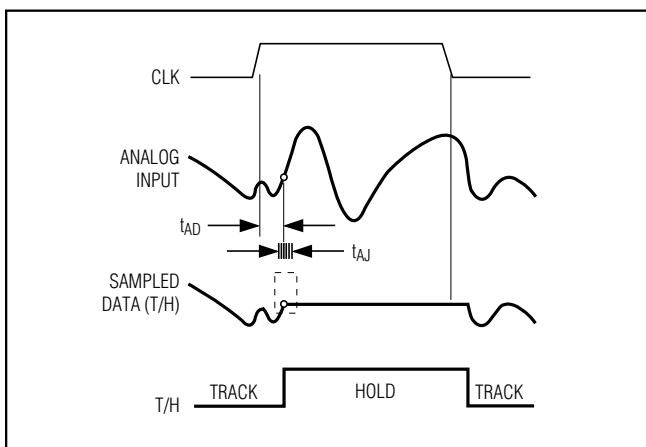 CLK
ANALOG
INPUT
tAD
tAJ
SAMPLED
DATA (T/H)
TRACK
HOLD
TRACK
T/H